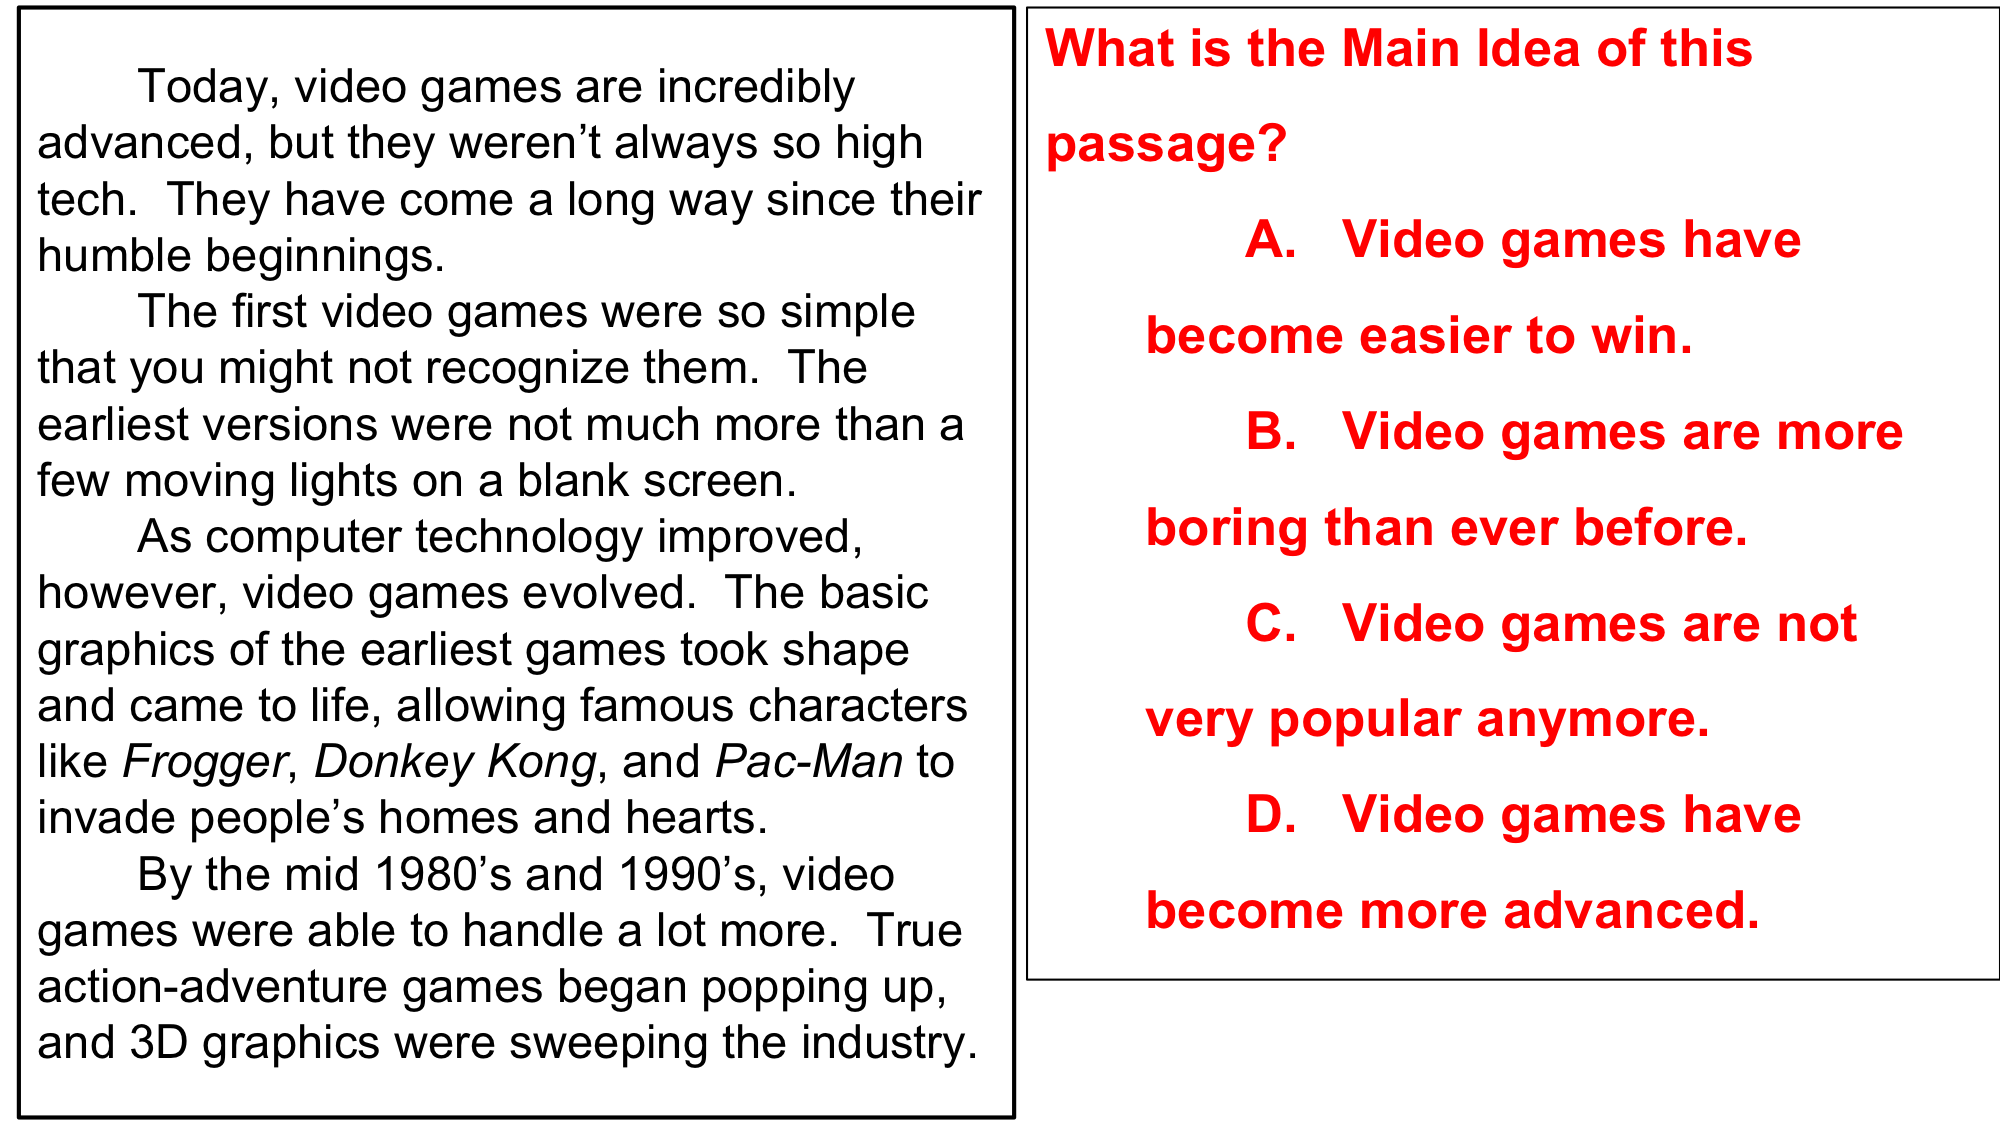 Today, video games are incredibly
advanced, but they weren’t always so high
tech.  They have come a long way since their
humble beginnings.
The first video games were so simple
that you might not recognize them.  The
earliest versions were not much more than a
few moving lights on a blank screen.
As computer technology improved,
however, video games evolved.  The basic
graphics of the earliest games took shape
and came to life, allowing famous characters
like Frogger, Donkey Kong, and Pac-Man to
invade people’s homes and hearts.
By the mid 1980’s and 1990’s, video
games were able to handle a lot more.  True
action-adventure games began popping up,
and 3D graphics were sweeping the industry.
What is the Main Idea of this
passage?
A. Video games have
become easier to win.
B. Video games are more
boring than ever before.
C. Video games are not
very popular anymore.
D. Video games have
become more advanced.